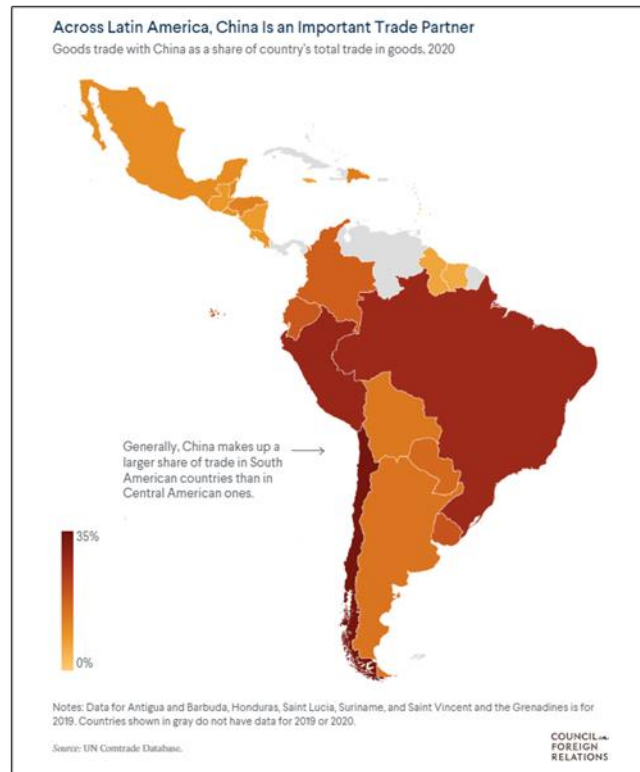 Across Latin America, China Is an Important Trade Partner
Goods trade with China as a share of country's total trade in goods, 2020
Generally, China makes up a
larger share of trade in South
American countries than in
Central American ones.
35%
0%
Notes: Data for Antigua and Barbuda, Honduras, Saint Lucia, Suriname, and Saint Vincent and the Grenadines is for
2019. Countries shown in gray do not have data for 2019 or 2020.
Source: UN Comtrade Database.
COUNCIL on
FOREIGN
RELATIONS